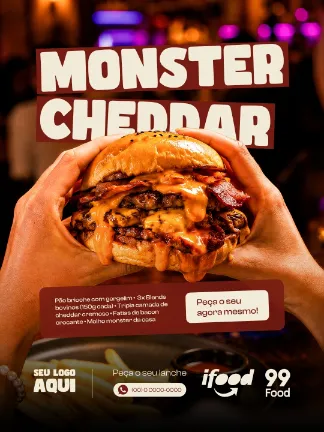 MONSTER
CHEDDAR
Pão brioche com gergelim • 3x Blends
bovinos (150g cada) • Tripla camada de
cheddar cremoso • Fatias de bacon
crocante • Molho monster da casa
Peça o seu
agora mesmo!
SEU LOGO
AQUI
Peça o seu lanche
(00) 0 0000-0000
ifood
99
Food